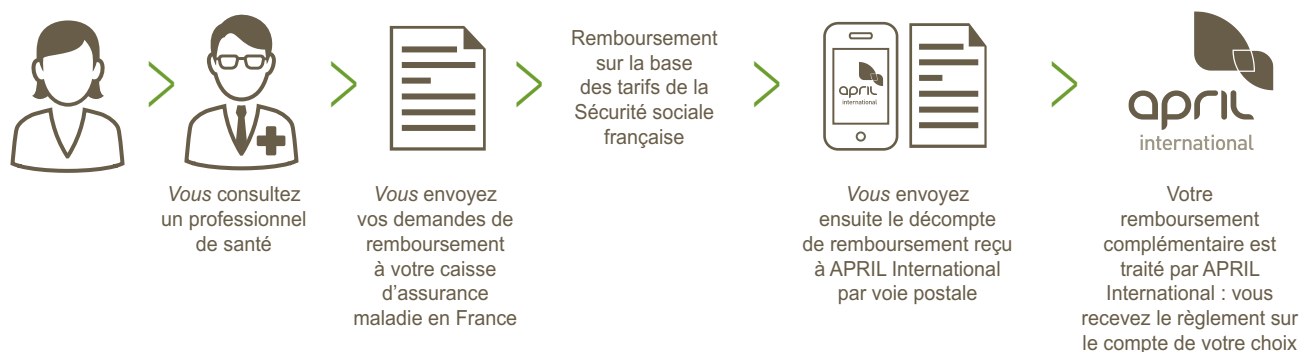 Vous consultez
un professionnel
de santé
Vous envoyez
vos demandes de
remboursement
à votre caisse
d’assurance
maladie en France
Remboursement
sur la base
des tarifs de la
Sécurité sociale
française
april
international
Vous envoyez
ensuite le décompte
de remboursement reçu
à APRIL International
par voie postale
april
international
Votre
remboursement
complémentaire est
traité par APRIL
International : vous
recevez le règlement sur
le compte de votre choix